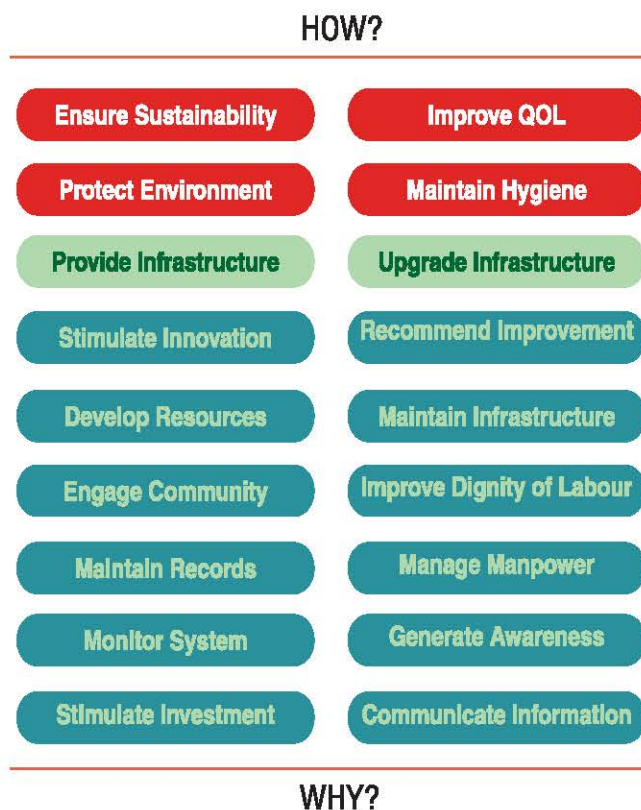 HOW?
Ensure Sustainability
Improve QOL
Protect Environment
Maintain Hygiene
Provide Infrastructure
Upgrade Infrastructure
Stimulate Innovation
Recommend Improvement
Develop Resources
Maintain Infrastructure
Engage Community
Improve Dignity of Labour
Maintain Records
Manage Manpower
Monitor System
Generate Awareness
Stimulate Investment
Communicate Information
WHY?